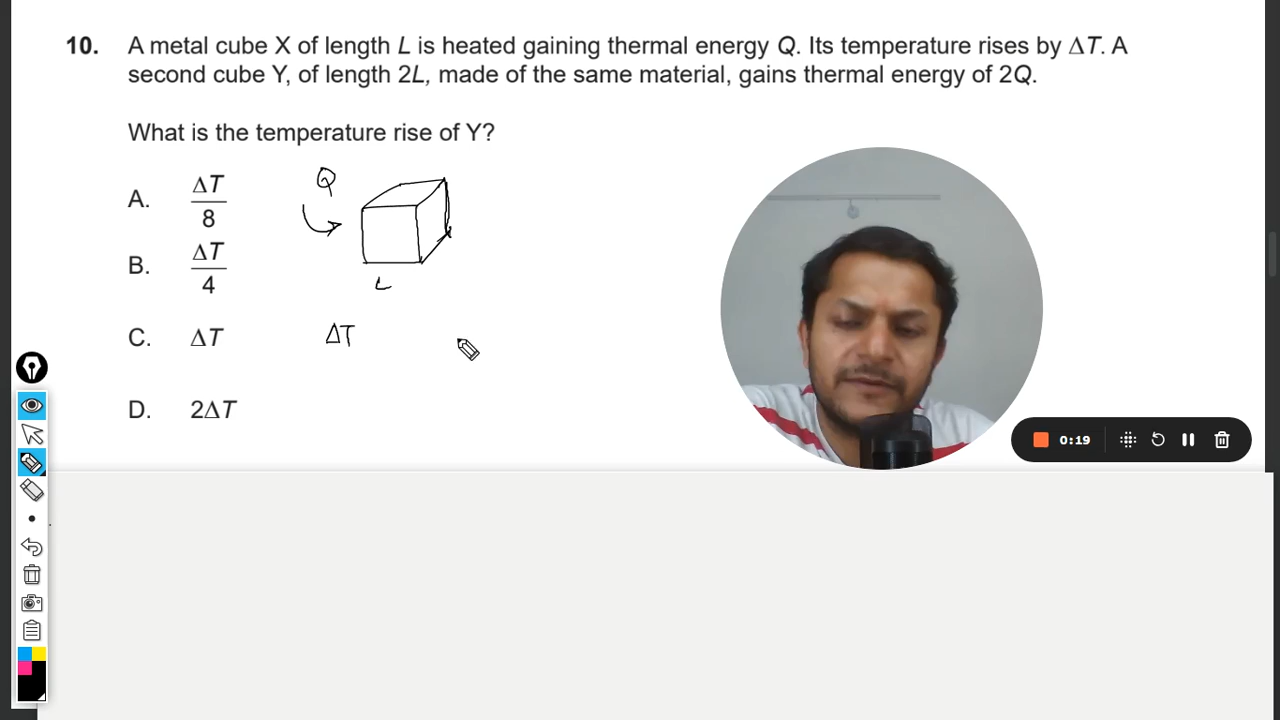 10. A metal cube X of length L is heated gaining thermal energy Q. Its temperature rises by ΔT. A
second cube Y, of length 2L, made of the same material, gains thermal energy of 2Q.
What is the temperature rise of Y?
A. ΔT/8
B. ΔT/4
C. ΔT
D. 2ΔT
Q
L
ΔT
0:19